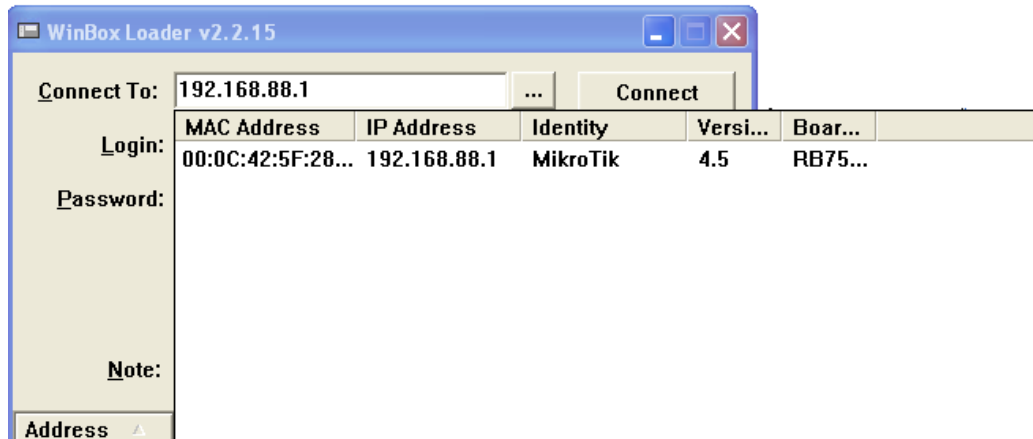 WinBox Loader v2.2.15
Connect To: 192.168.88.1 ... Connect
Login:
Password:
MAC Address IP Address Identity Versi... Boar...
00:0C:42:5F:28... 192.168.88.1 MikroTik 4.5 RB75...
Note:
Address